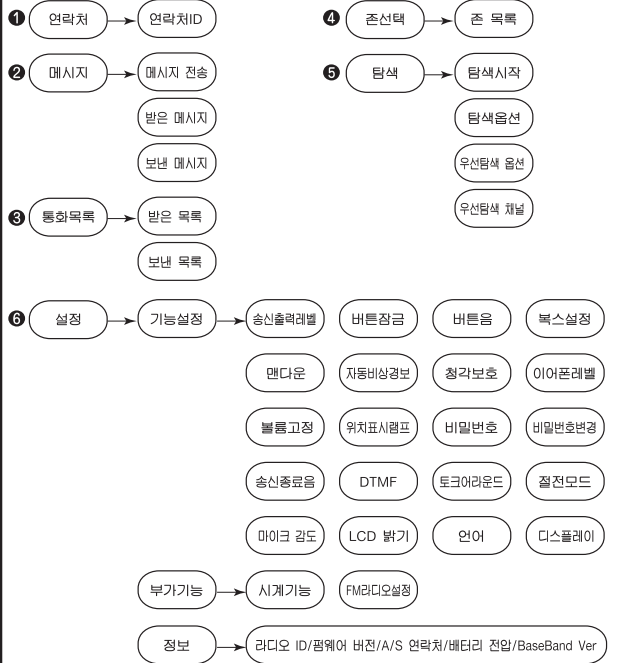 ❶ 연락처 연락처ID
❷ 메시지 메시지 전송
받은 메시지
보낸 메시지
❸ 통화목록 받은 목록
보낸 목록
❹ 존선택 존 목록
❺ 탐색 탐색시작
탐색옵션
우선탐색 옵션
우선탐색 채널
❻ 설정 기능설정 송신출력레벨 버튼잠금 버튼음 복스설정
맨다운 자동비상경보 청각보호 이어폰레벨
볼륨고정 위치표시램프 비밀번호 비밀번호변경
송신종료음 DTMF 토크어라운드 절전모드
마이크 감도 LCD 밝기 언어 디스플레이
부가기능 시계기능 FM라디오설정
정보 라디오 ID/펌웨어 버전/A/S 연락처/배터리 전압/BaseBand Ver